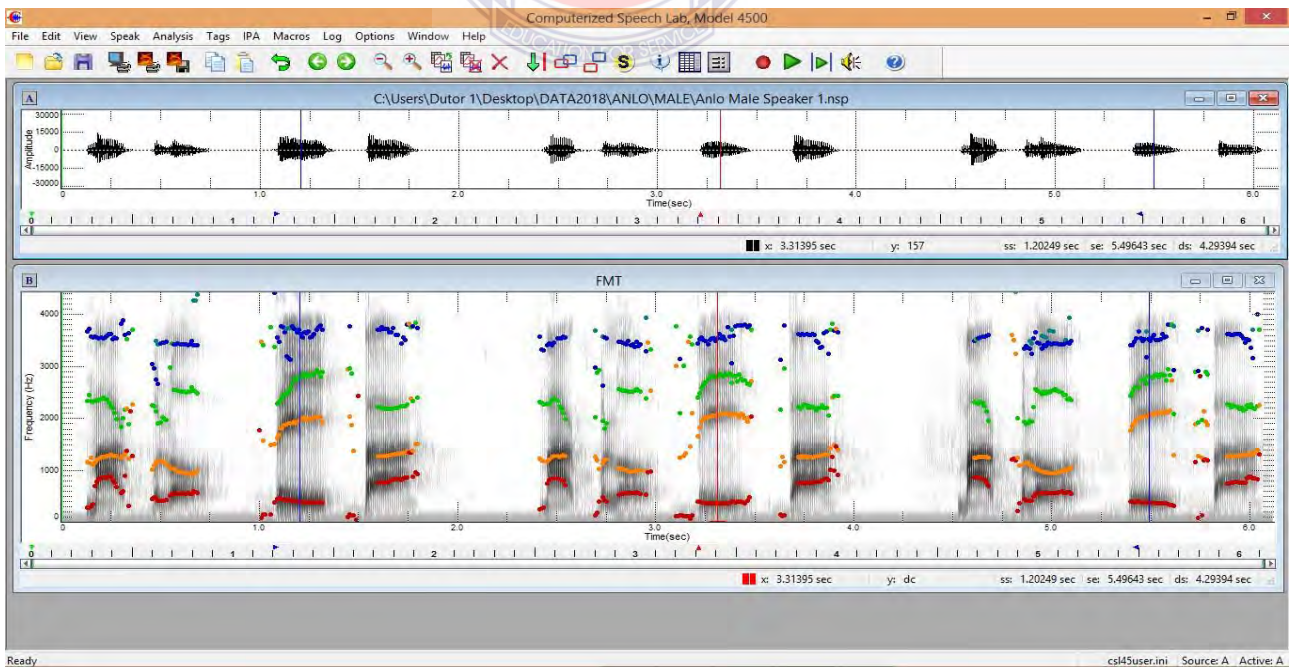 Computerized Speech Lab, Model 4500
EDUCATION FOR SERVICE
File Edit View Speak Analysis Tags IPA Macros Log Options Window Help
A
C:\Users\Dutor 1\Desktop\DATA2018\ANLO\MALE\Anlo Male Speaker 1.nsp
30000
15000
0
-15000
-30000
Amplitude
0 1.0 2.0 3.0 4.0 5.0 6.0
Time(sec)
0 1 2 3 4 5 6
x: 3.31395 sec y: 157 ss: 1.20249 sec se: 5.49643 sec ds: 4.29394 sec
B
FMT
4000
3000
2000
1000
0
Frequency (Hz)
0 1.0 2.0 3.0 4.0 5.0 6.0
Time(sec)
0 1 2 3 4 5 6
x: 3.31395 sec y: dc ss: 1.20249 sec se: 5.49643 sec ds: 4.29394 sec
Ready csl45user.ini Source: A Active: A